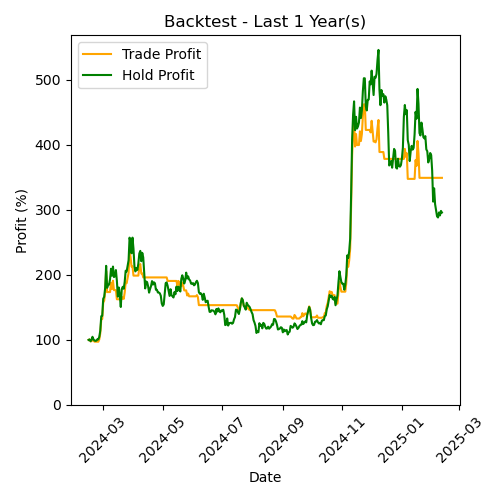 Backtest - Last 1 Year(s)
Trade Profit
Hold Profit
Profit (%)
500
400
300
200
100
0
2024-03
2024-05
2024-07
2024-09
2024-11
2025-01
2025-03
Date